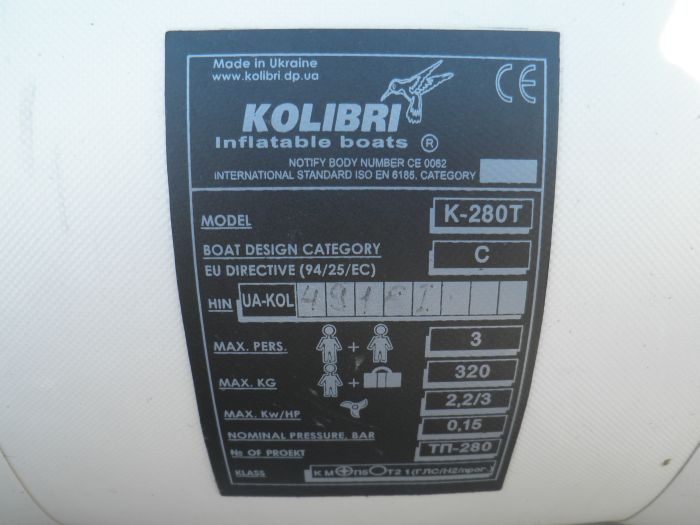 Made in Ukraine
www.kolibri.dp.ua
CE
KOLIBRI
Inflatable boats ®
NOTIFY BODY NUMBER CE 0062
INTERNATIONAL STANDARD ISO EN 6185, CATEGORY
MODEL K-280T
BOAT DESIGN CATEGORY C
EU DIRECTIVE (94/25/EC)
HIN UA-KOL
MAX. PERS. + 3
MAX. KG + 320
MAX. Kw/HP 2,2/3
NOMINAL PRESSURE, BAR 0,15
№ OF PROEKT ТП-280
KLASS К М